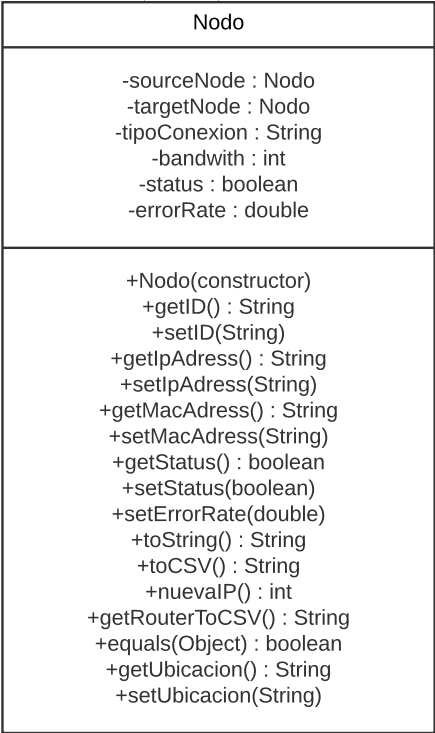 Nodo
-sourceNode : Nodo
-targetNode : Nodo
-tipoConexion : String
-bandwith : int
-status : boolean
-errorRate : double
+Nodo(constructor)
+getID() : String
+setID(String)
+getIpAdress() : String
+setIpAdress(String)
+getMacAdress() : String
+setMacAdress(String)
+getStatus() : boolean
+setStatus(boolean)
+setErrorRate(double)
+toString() : String
+toCSV() : String
+nuevaIP() : int
+getRouterToCSV() : String
+equals(Object) : boolean
+getUbicacion() : String
+setUbicacion(String)